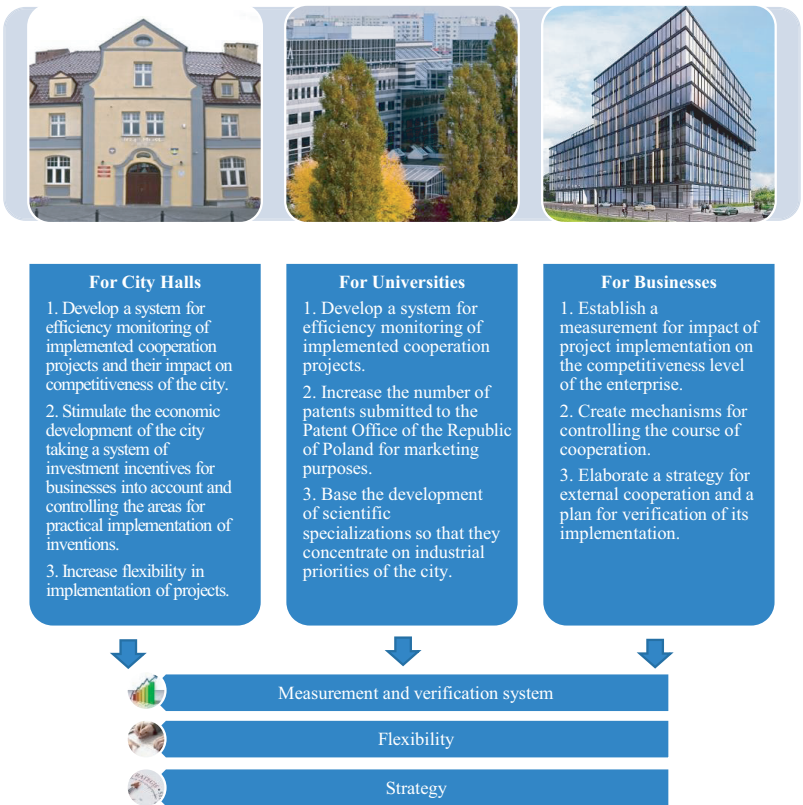 For City Halls
1. Develop a system for
efficiency monitoring of
implemented cooperation
projects and their impact on
competitiveness of the city.
2. Stimulate the economic
development of the city
taking a system of
investment incentives for
businesses into account and
controlling the areas for
practical implementation of
inventions.
3. Increase flexibility in
implementation of projects.
For Universities
1. Develop a system for
efficiency monitoring of
implemented cooperation
projects.
2. Increase the number of
patents submitted to the
Patent Office of the Republic
of Poland for marketing
purposes.
3. Base the development
of scientific
specializations so that they
concentrate on industrial
priorities of the city.
For Businesses
1. Establish a
measurement for impact of
project implementation on
the competitiveness level
of the enterprise.
2. Create mechanisms for
controlling the course of
cooperation.
3. Elaborate a strategy for
external cooperation and a
plan for verification of its
implementation.
Measurement and verification system
Flexibility
Strategy